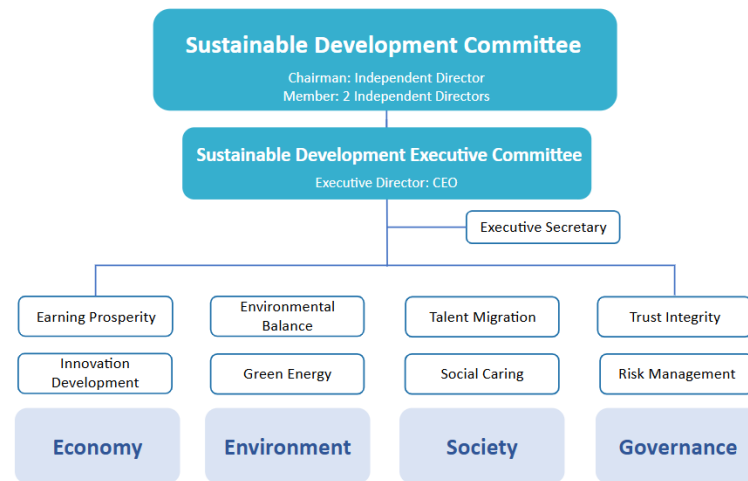 Sustainable Development Committee
Chairman: Independent Director
Member: 2 Independent Directors
Sustainable Development Executive Committee
Executive Director: CEO
Executive Secretary
Earning Prosperity
Environmental
Balance
Talent Migration
Trust Integrity
Innovation
Development
Green Energy
Social Caring
Risk Management
Economy
Environment
Society
Governance